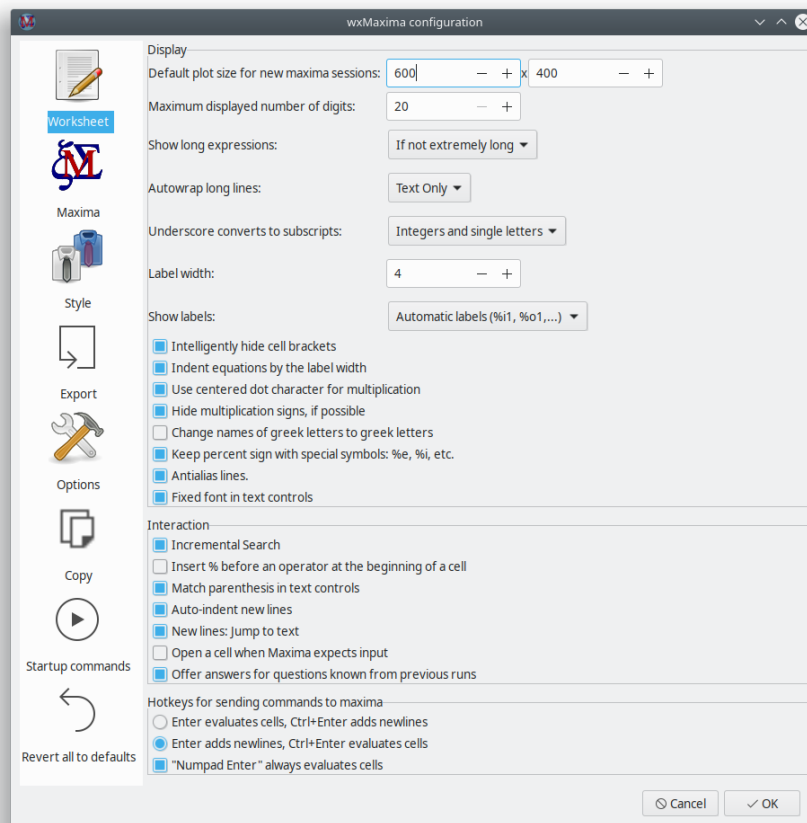 wxMaxima configuration
Worksheet
Maxima
Style
Export
Options
Copy
Startup commands
Revert all to defaults
Display
Default plot size for new maxima sessions: 600 x 400
Maximum displayed number of digits: 20
Show long expressions: If not extremely long
Autowrap long lines: Text Only
Underscore converts to subscripts: Integers and single letters
Label width: 4
Show labels: Automatic labels (%i1, %o1,...)
Intelligently hide cell brackets
Indent equations by the label width
Use centered dot character for multiplication
Hide multiplication signs, if possible
Change names of greek letters to greek letters
Keep percent sign with special symbols: %e, %i, etc.
Antialias lines.
Fixed font in text controls
Interaction
Incremental Search
Insert % before an operator at the beginning of a cell
Match parenthesis in text controls
Auto-indent new lines
New lines: Jump to text
Open a cell when Maxima expects input
Offer answers for questions known from previous runs
Hotkeys for sending commands to maxima
Enter evaluates cells, Ctrl+Enter adds newlines
Enter adds newlines, Ctrl+Enter evaluates cells
"Numpad Enter" always evaluates cells
Cancel
OK